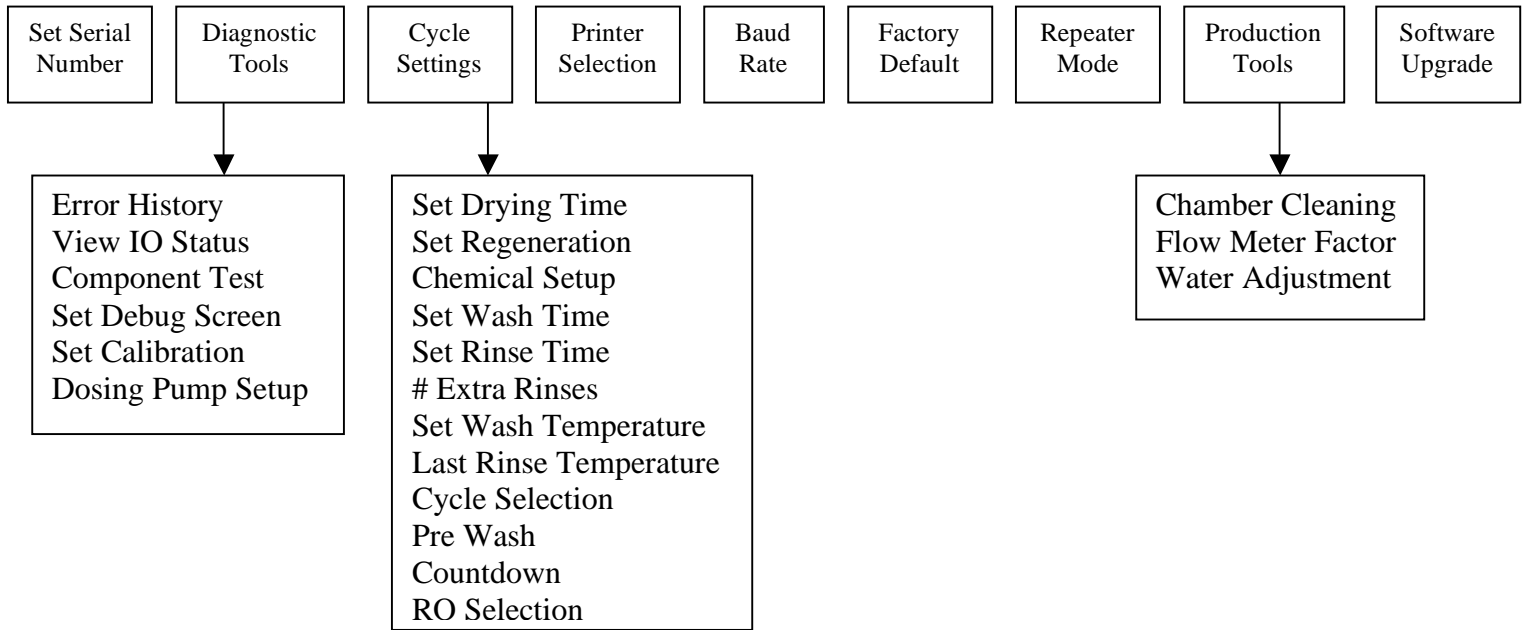 Set Serial
Number
Diagnostic
Tools
Cycle
Settings
Printer
Selection
Baud
Rate
Factory
Default
Repeater
Mode
Production
Tools
Software
Upgrade
Error History
View IO Status
Component Test
Set Debug Screen
Set Calibration
Dosing Pump Setup
Set Drying Time
Set Regeneration
Chemical Setup
Set Wash Time
Set Rinse Time
# Extra Rinses
Set Wash Temperature
Last Rinse Temperature
Cycle Selection
Pre Wash
Countdown
RO Selection
Chamber Cleaning
Flow Meter Factor
Water Adjustment